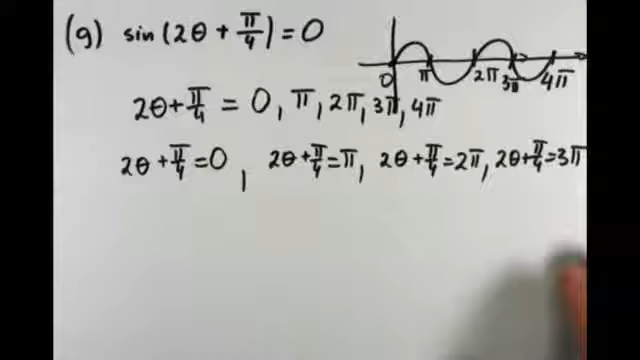 (g) sin(2θ + π/4) = 0
0 π 2π 3π 4π
2θ + π/4 = 0, π, 2π, 3π, 4π
2θ + π/4 = 0, 2θ + π/4 = π, 2θ + π/4 = 2π, 2θ + π/4 = 3π